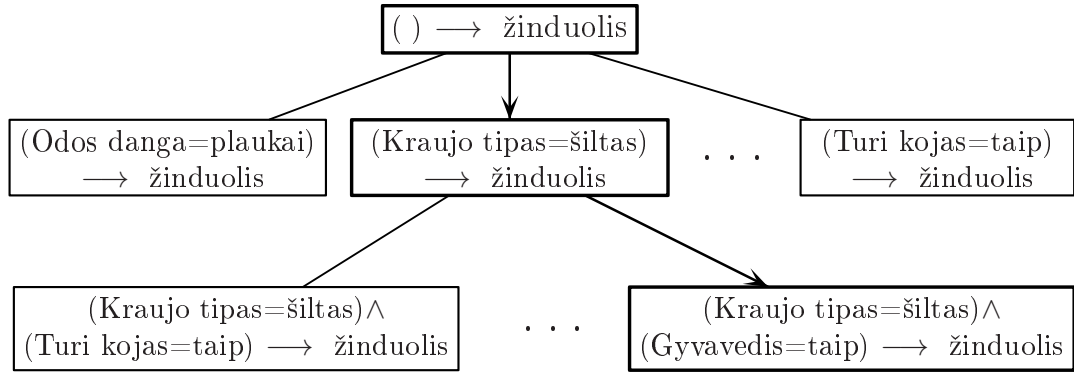 ( ) ⟶ žinduolis
(Odos danga=plaukai)
⟶ žinduolis
(Kraujo tipas=šiltas)
⟶ žinduolis
. . .
(Turi kojas=taip)
⟶ žinduolis
(Kraujo tipas=šiltas)∧
(Turi kojas=taip) ⟶ žinduolis
. . .
(Kraujo tipas=šiltas)∧
(Gyvavedis=taip) ⟶ žinduolis